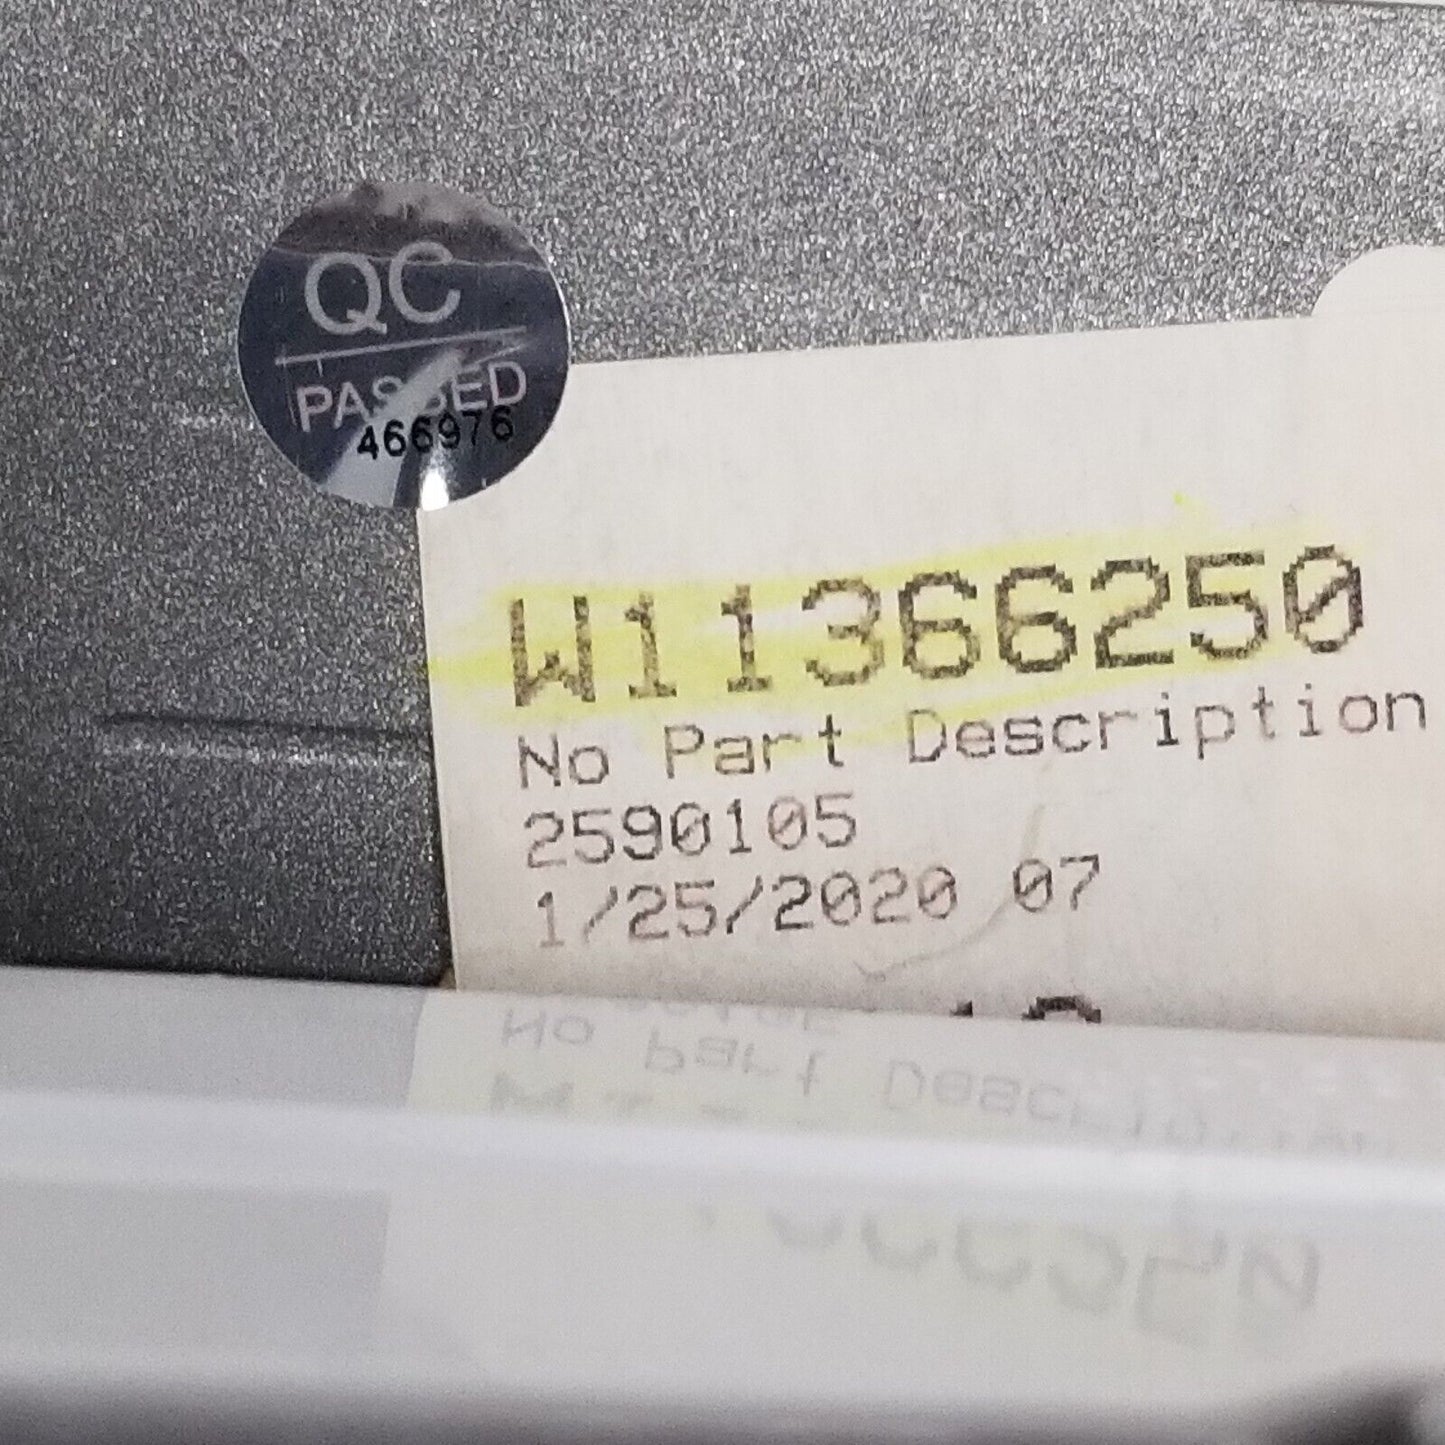 QC
PASSED
466976
W11366250
No Part Description
2590105
1/25/2020 07
No Part Description